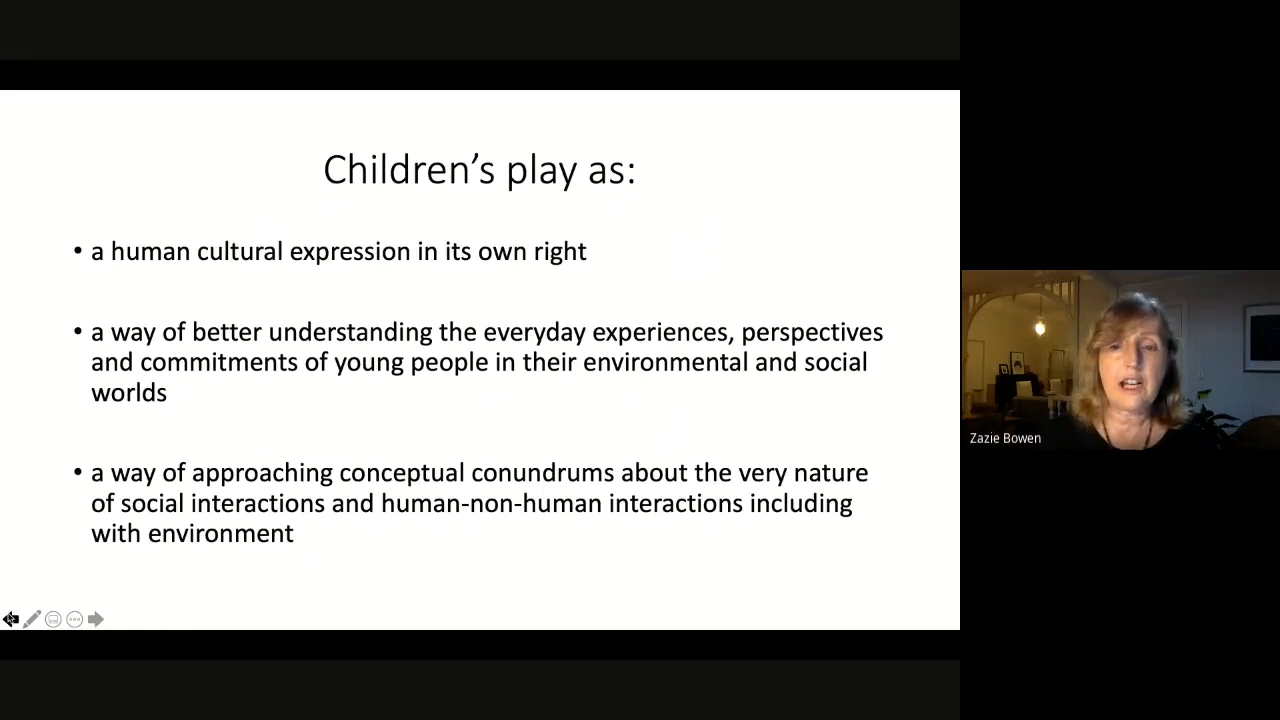 Children's play as:
• a human cultural expression in its own right
• a way of better understanding the everyday experiences, perspectives
and commitments of young people in their environmental and social
worlds
• a way of approaching conceptual conundrums about the very nature
of social interactions and human-non-human interactions including
with environment
Zazie Bowen